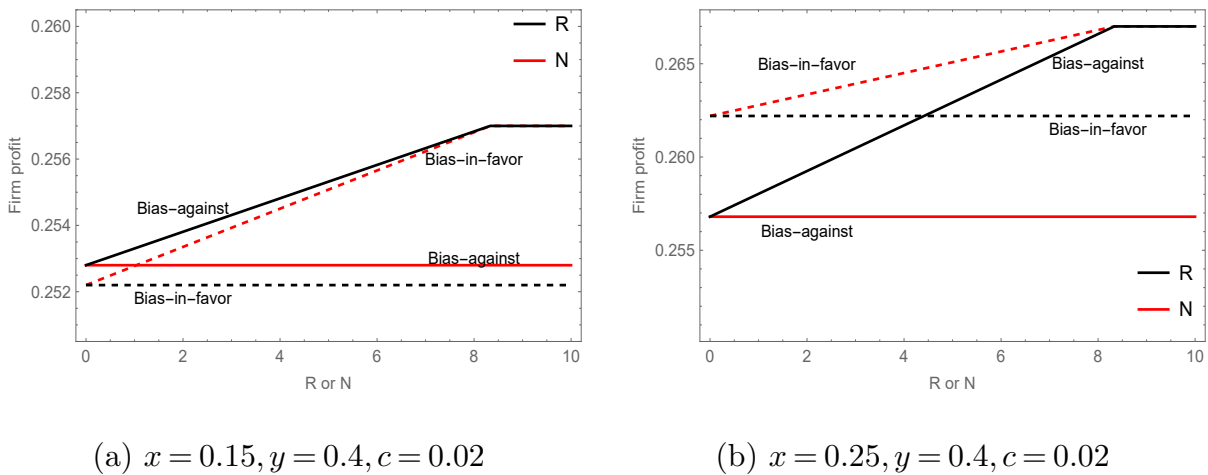 0.260
R
N
0.258
Firm profit
0.256
Bias-in-favor
Bias-against
0.254
Bias-against
0.252
Bias-in-favor
0 2 4 6 8 10
R or N
(a) x = 0.15, y = 0.4, c = 0.02
0.265
Bias-in-favor
Bias-against
Firm profit
Bias-in-favor
0.260
Bias-against
0.255
R
N
0 2 4 6 8 10
R or N
(b) x = 0.25, y = 0.4, c = 0.02